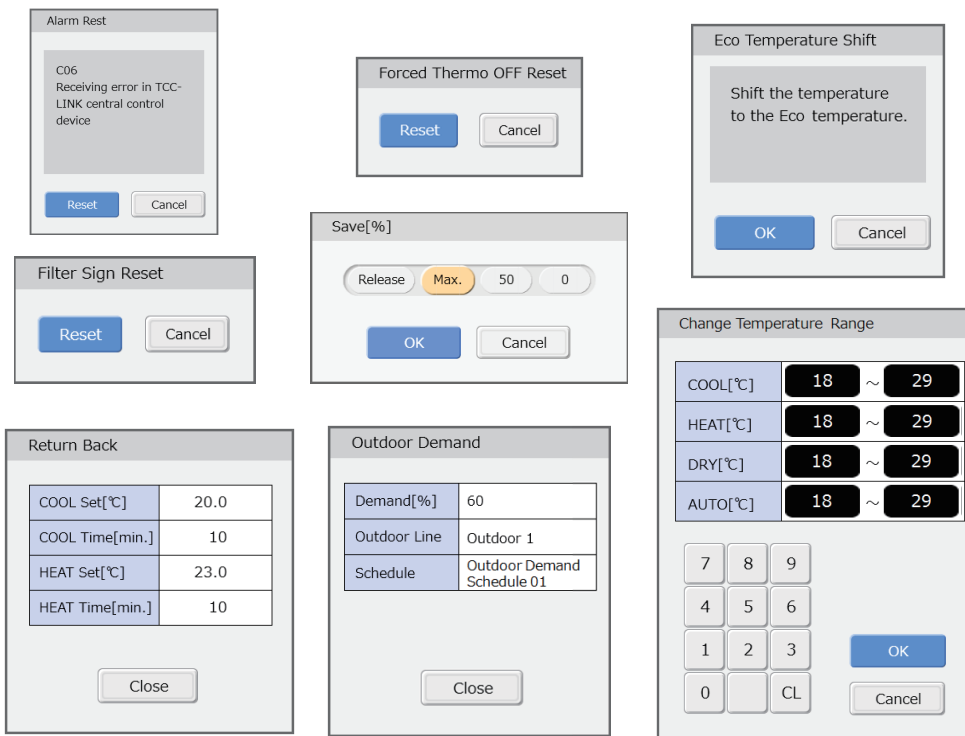 Alarm Rest
C06
Receiving error in TCC-
LINK central control
device
Reset Cancel
Forced Thermo OFF Reset
Reset Cancel
Eco Temperature Shift
Shift the temperature
to the Eco temperature.
OK Cancel
Filter Sign Reset
Reset Cancel
Save[%]
Release Max. 50 0
OK Cancel
Change Temperature Range
COOL[℃] 18 ~ 29
HEAT[℃] 18 ~ 29
DRY[℃] 18 ~ 29
AUTO[℃] 18 ~ 29
7 8 9
4 5 6
1 2 3
0 CL
OK
Cancel
Return Back
COOL Set[℃] 20.0
COOL Time[min.] 10
HEAT Set[℃] 23.0
HEAT Time[min.] 10
Close
Outdoor Demand
Demand[%] 60
Outdoor Line Outdoor 1
Schedule Outdoor Demand
Schedule 01
Close